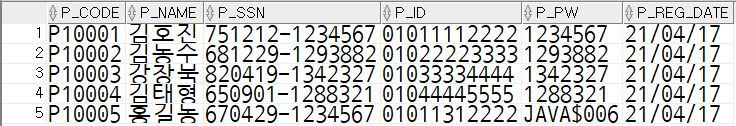 P_CODE P_NAME P_SSN P_ID P_PW P_REG_DATE
1 P10001 김호진 751212-1234567 01011112222 1234567 21/04/17
2 P10002 김농수 681229-1293882 01022223333 1293882 21/04/17
3 P10003 강장복 820419-1342327 01033334444 1342327 21/04/17
4 P10004 김태형 650901-1288321 01044445555 1288321 21/04/17
5 P10005 홍길동 670429-1234567 01011312222 JAVA$006 21/04/17